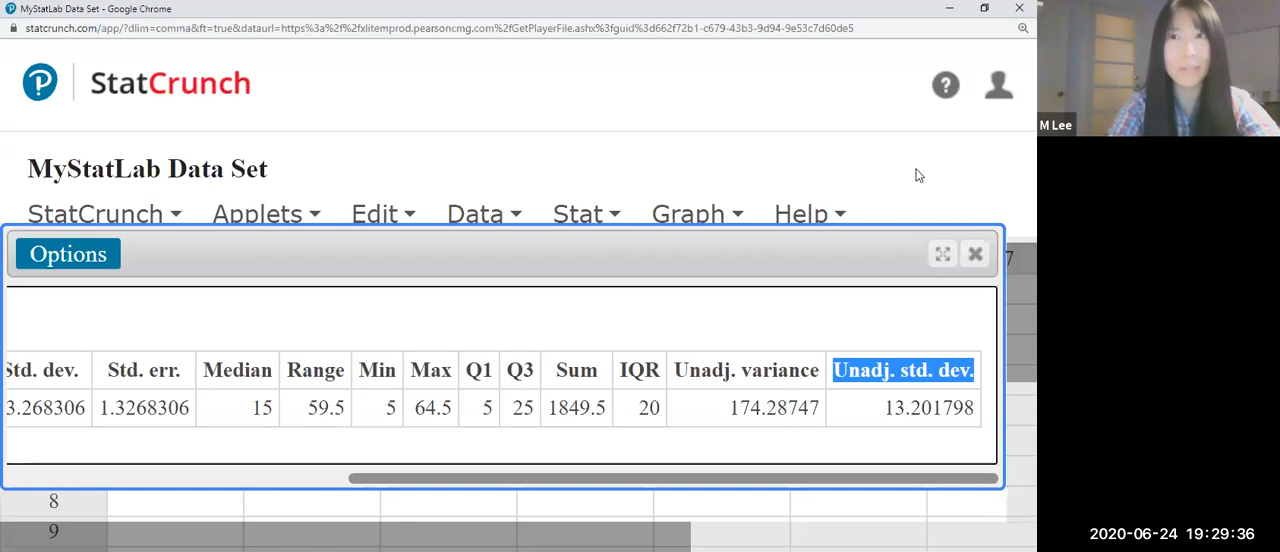 MyStatLab Data Set - Google Chrome
statcrunch.com/app/?dlim=comma&ft=true&dataurl=https%3a%2f%2fxlitemprod.pearsoncmg.com%2fGetPlayerFile.ashx%3fguid%3d662f72b1-c679-43b3-9d94-9e53c7d60de5
P StatCrunch ?
M Lee
MyStatLab Data Set
StatCrunch Applets Edit Data Stat Graph Help
Options
7
Std. dev. Std. err. Median Range Min Max Q1 Q3 Sum IQR Unadj. variance Unadj. std. dev.
3.268306 1.3268306 15 59.5 5 64.5 5 25 1849.5 20 174.28747 13.201798
8
9
2020-06-24 19:29:36